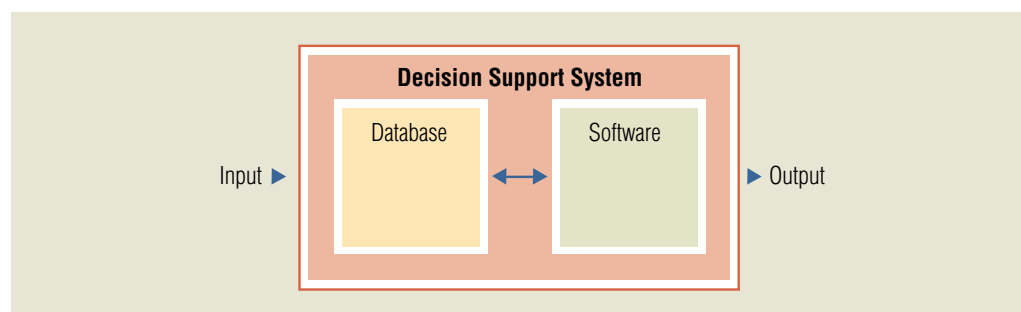 Decision Support System
Database
Software
Input
Output